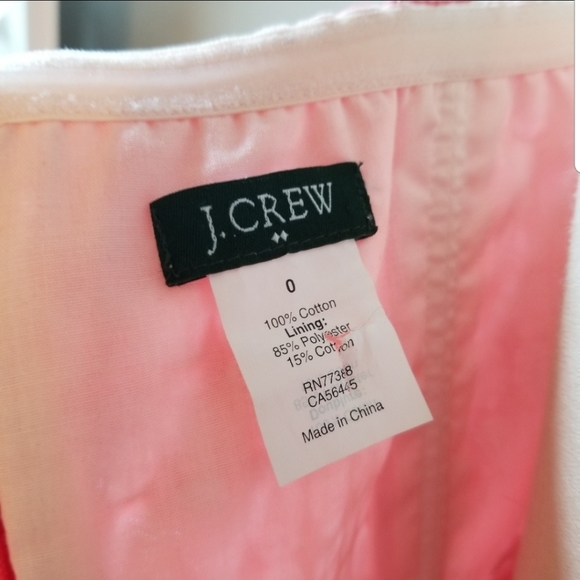 J.CREW
0
100% Cotton
Lining:
85% Polyester
15% Cotton
RN77388
CA56445
Made in China